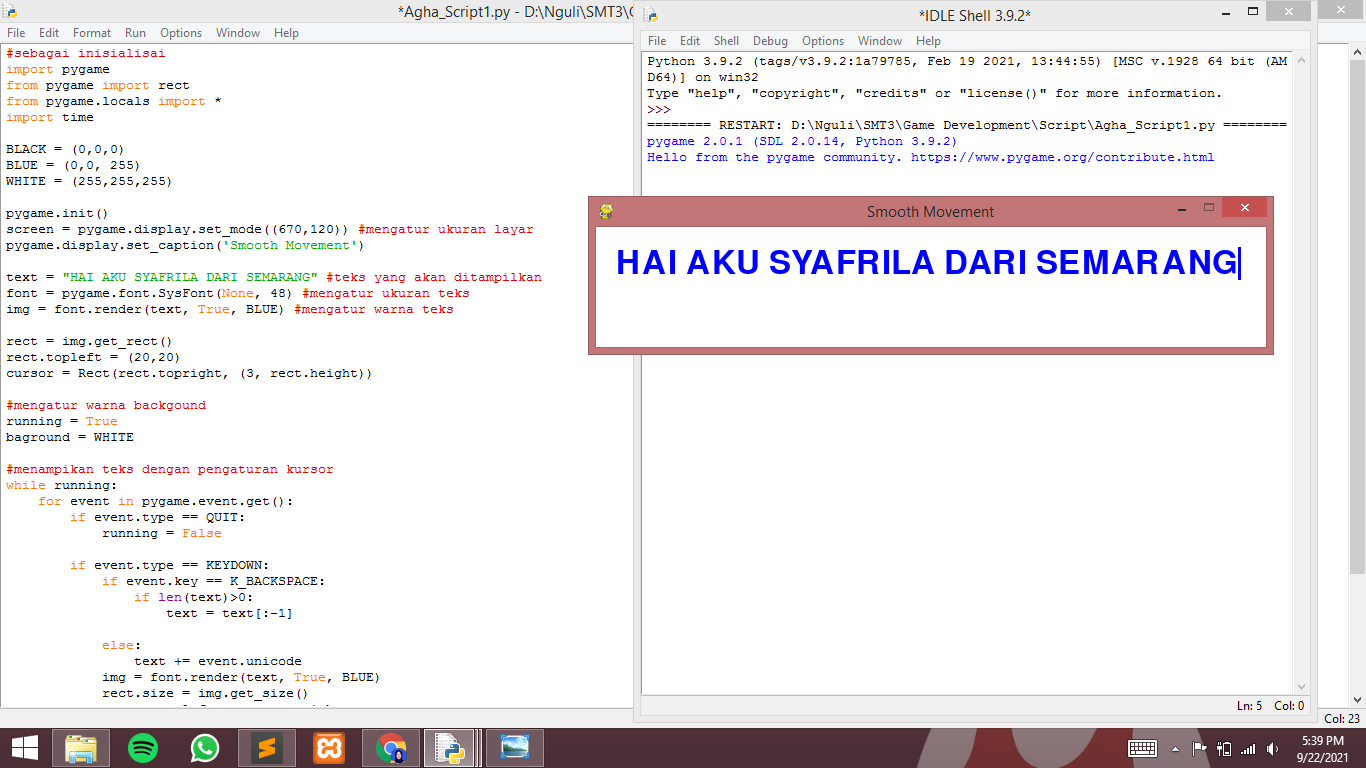 *Agha_Script1.py - D:\Nguli\SMT3\
File Edit Format Run Options Window Help
#sebagai inisialisai
import pygame
from pygame import rect
from pygame.locals import *
import time
BLACK = (0,0,0)
BLUE = (0,0, 255)
WHITE = (255,255,255)
pygame.init()
screen = pygame.display.set_mode((670,120)) #mengatur ukuran layar
pygame.display.set_caption('Smooth Movement')
text = "HAI AKU SYAFRILA DARI SEMARANG" #teks yang akan ditampilkan
font = pygame.font.SysFont(None, 48) #mengatur ukuran teks
img = font.render(text, True, BLUE) #mengatur warna teks
rect = img.get_rect()
rect.topleft = (20,20)
cursor = Rect(rect.topright, (3, rect.height))
#mengatur warna backgound
running = True
baground = WHITE
#menampikan teks dengan pengaturan kursor
while running:
    for event in pygame.event.get():
        if event.type == QUIT:
            running = False
        if event.type == KEYDOWN:
            if event.key == K_BACKSPACE:
                if len(text)>0:
                    text = text[:-1]
            else:
                text += event.unicode
            img = font.render(text, True, BLUE)
            rect.size = img.get_size()
*IDLE Shell 3.9.2*
File Edit Shell Debug Options Window Help
Python 3.9.2 (tags/v3.9.2:1a79785, Feb 19 2021, 13:44:55) [MSC v.1928 64 bit (AM
D64)] on win32
Type "help", "copyright", "credits" or "license()" for more information.
>>>
======== RESTART: D:\Nguli\SMT3\Game Development\Script\Agha_Script1.py ========
pygame 2.0.1 (SDL 2.0.14, Python 3.9.2)
Hello from the pygame community. https://www.pygame.org/contribute.html
Smooth Movement
HAI AKU SYAFRILA DARI SEMARANG
Ln: 5 Col: 0
Col: 23
5:39 PM
9/22/2021